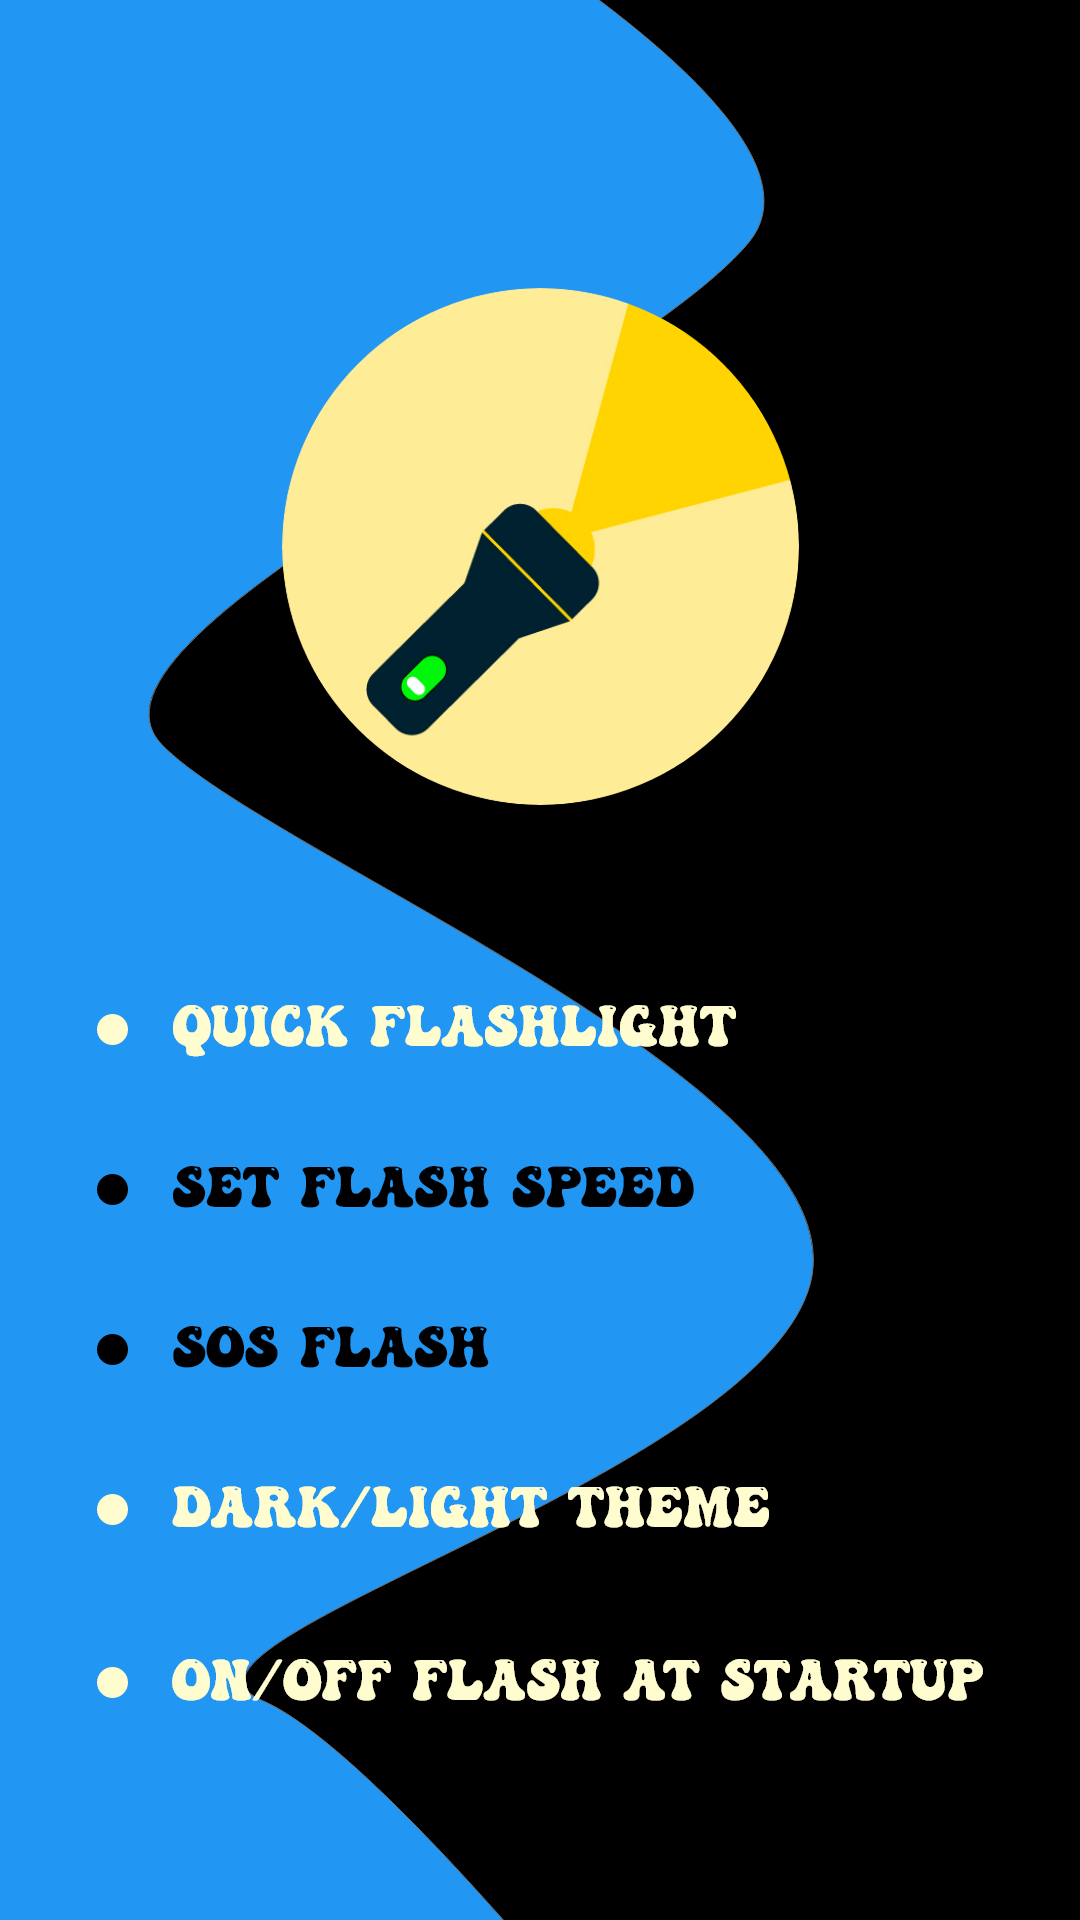 QUICK FLASHLIGHT
SET FLASH SPEED
SOS FLASH
DARK/LIGHT THEME
ON/OFF FLASH AT STARTUP